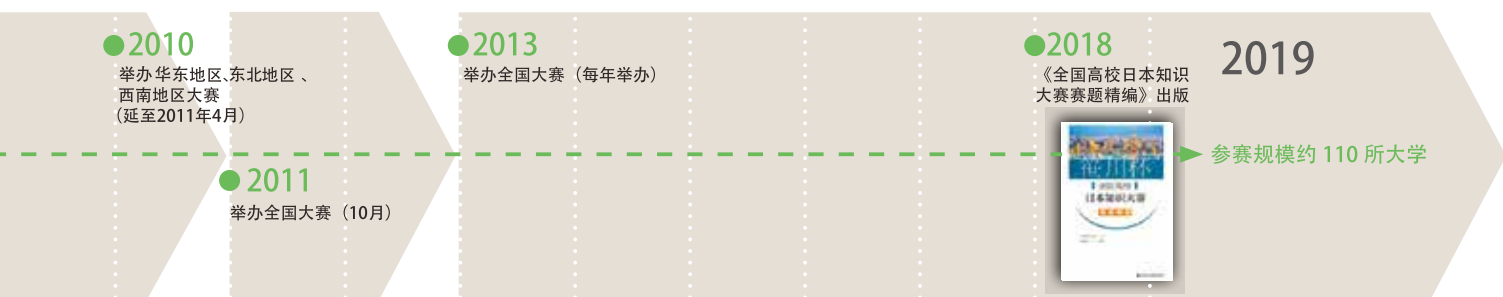 2010
举办华东地区、东北地区、
西南地区大赛
（延至2011年4月）
2011
举办全国大赛（10月）
2013
举办全国大赛（每年举办）
2018
《全国高校日本知识
大赛赛题精编》出版
日本知识大赛
2019
参赛规模约 110 所大学